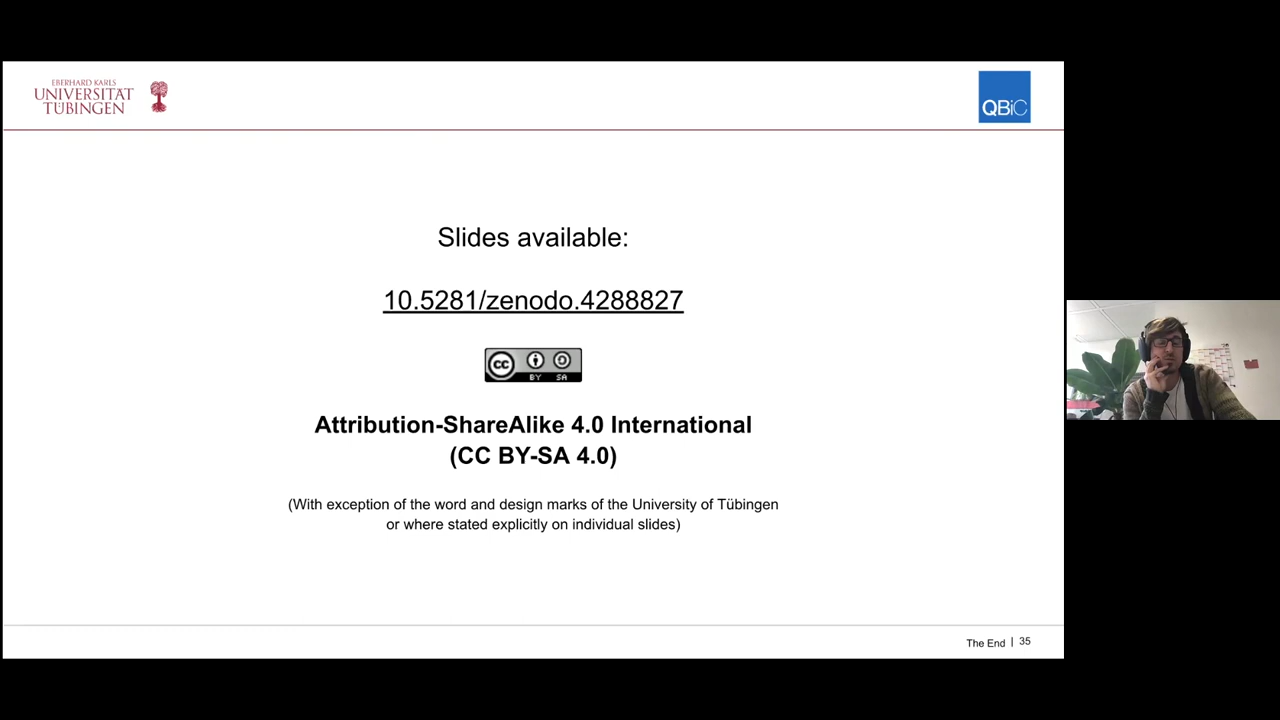 EBERHARD KARLS
UNIVERSITÄT
TÜBINGEN
QBiC
Slides available:
10.5281/zenodo.4288827
cc BY SA
Attribution-ShareAlike 4.0 International
(CC BY-SA 4.0)
(With exception of the word and design marks of the University of Tübingen
or where stated explicitly on individual slides)
The End | 35